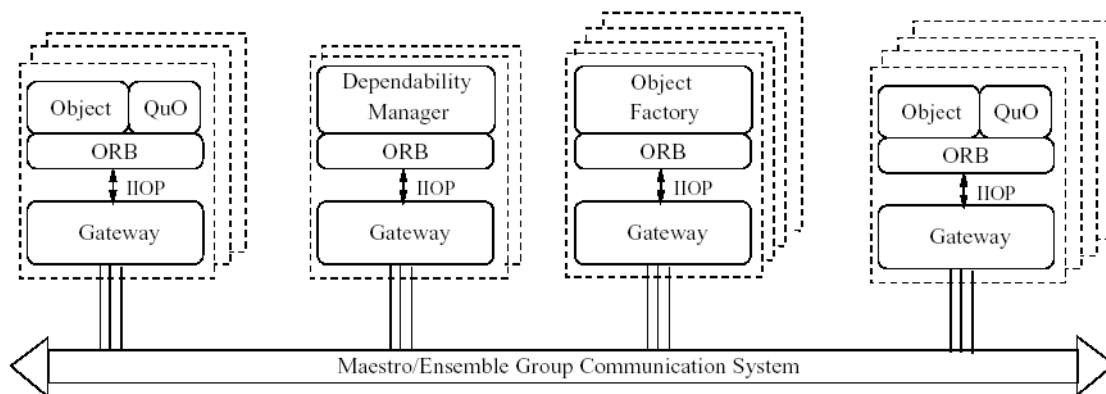 Object QuO
ORB
IIOP
Gateway
Dependability
Manager
ORB
IIOP
Gateway
Object
Factory
ORB
IIOP
Gateway
Object QuO
ORB
IIOP
Gateway
Maestro/Ensemble Group Communication System